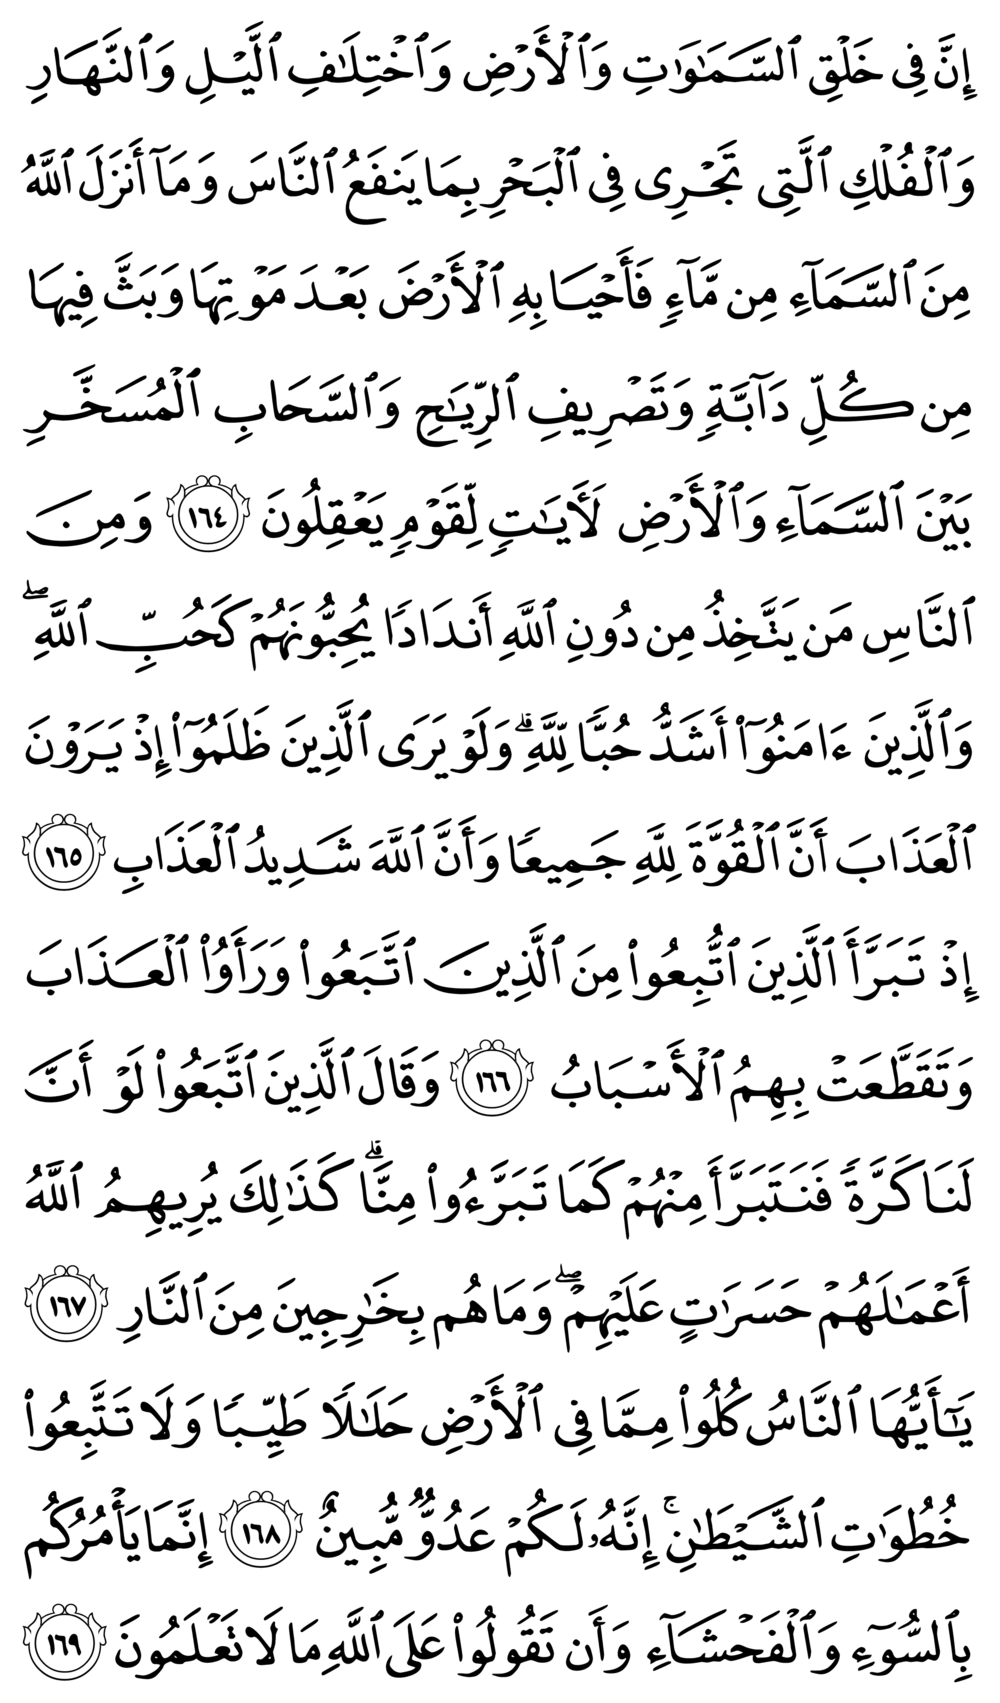 إِنَّ فِي خَلۡقِ ٱلسَّمَٰوَٰتِ وَٱلۡأَرۡضِ وَٱخۡتِلَٰفِ ٱلَّيۡلِ وَٱلنَّهَارِ
وَٱلۡفُلۡكِ ٱلَّتِي تَجۡرِي فِي ٱلۡبَحۡرِ بِمَا يَنفَعُ ٱلنَّاسَ وَمَآ أَنزَلَ ٱللَّهُ
مِنَ ٱلسَّمَآءِ مِن مَّآءٖ فَأَحۡيَا بِهِ ٱلۡأَرۡضَ بَعۡدَ مَوۡتِهَا وَبَثَّ فِيهَا
مِن كُلِّ دَآبَّةٖ وَتَصۡرِيفِ ٱلرِّيَٰحِ وَٱلسَّحَابِ ٱلۡمُسَخَّرِ
بَيۡنَ ٱلسَّمَآءِ وَٱلۡأَرۡضِ لَأٓيَٰتٖ لِّقَوۡمٖ يَعۡقِلُونَ ١٦٤ وَمِنَ
ٱلنَّاسِ مَن يَتَّخِذُ مِن دُونِ ٱللَّهِ أَندَادٗا يُحِبُّونَهُمۡ كَحُبِّ ٱللَّهِۖ
وَٱلَّذِينَ ءَامَنُوٓاْ أَشَدُّ حُبّٗا لِّلَّهِۗ وَلَوۡ يَرَى ٱلَّذِينَ ظَلَمُوٓاْ إِذۡ يَرَوۡنَ
ٱلۡعَذَابَ أَنَّ ٱلۡقُوَّةَ لِلَّهِ جَمِيعٗا وَأَنَّ ٱللَّهَ شَدِيدُ ٱلۡعَذَابِ ١٦٥
إِذۡ تَبَرَّأَ ٱلَّذِينَ ٱتُّبِعُواْ مِنَ ٱلَّذِينَ ٱتَّبَعُواْ وَرَأَوُاْ ٱلۡعَذَابَ
وَتَقَطَّعَتۡ بِهِمُ ٱلۡأَسۡبَابُ ١٦٦ وَقَالَ ٱلَّذِينَ ٱتَّبَعُواْ لَوۡ أَنَّ
لَنَا كَرَّةٗ فَنَتَبَرَّأَ مِنۡهُمۡ كَمَا تَبَرَّءُواْ مِنَّاۗ كَذَٰلِكَ يُرِيهِمُ ٱللَّهُ
أَعۡمَٰلَهُمۡ حَسَرَٰتٍ عَلَيۡهِمۡۖ وَمَا هُم بِخَٰرِجِينَ مِنَ ٱلنَّارِ ١٦٧
يَٰٓأَيُّهَا ٱلنَّاسُ كُلُواْ مِمَّا فِي ٱلۡأَرۡضِ حَلَٰلٗا طَيِّبٗا وَلَا تَتَّبِعُواْ
خُطُوَٰتِ ٱلشَّيۡطَٰنِۚ إِنَّهُۥ لَكُمۡ عَدُوّٞ مُّبِينٌ ١٦٨ إِنَّمَا يَأۡمُرُكُم
بِٱلسُّوٓءِ وَٱلۡفَحۡشَآءِ وَأَن تَقُولُواْ عَلَى ٱللَّهِ مَا لَا تَعۡلَمُونَ ١٦٩